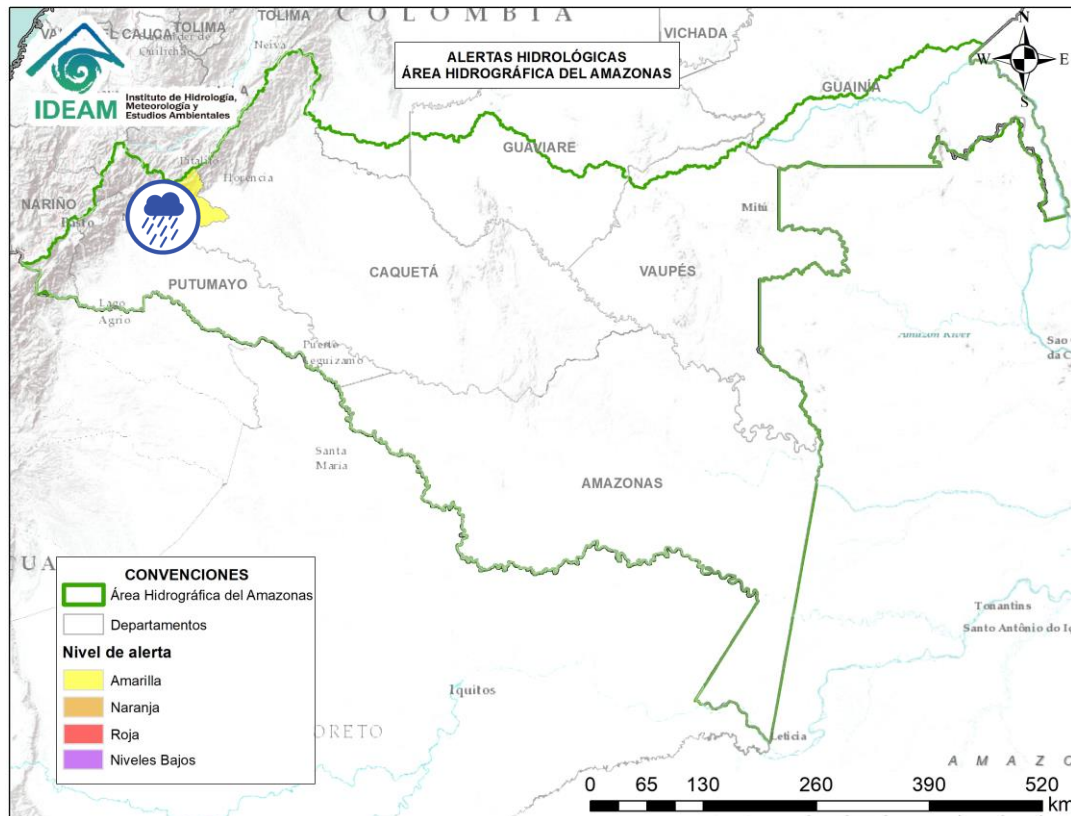 COLOMBIA
TOLIMA
TOLIMA
Neiva
VICHADA
ALERTAS HIDROLÓGICAS
ÁREA HIDROGRÁFICA DEL AMAZONAS
N
W
E
S
IDEAM
Instituto de Hidrología,
Meteorología y
Estudios Ambientales
GUAINÍA
GUAVIARE
Florencia
NARIÑO
Pasto
Mitú
CAQUETÁ
VAUPÉS
PUTUMAYO
Lago
Agrio
Amazon River
Puerto
Leguízamo
Santa
Maria
AMAZONAS
CONVENCIONES
Área Hidrográfica del Amazonas
Departamentos
Nivel de alerta
Amarilla
Naranja
Roja
Niveles Bajos
Tonantins
Iquitos
Leticia
0 65 130 260 390 520
km